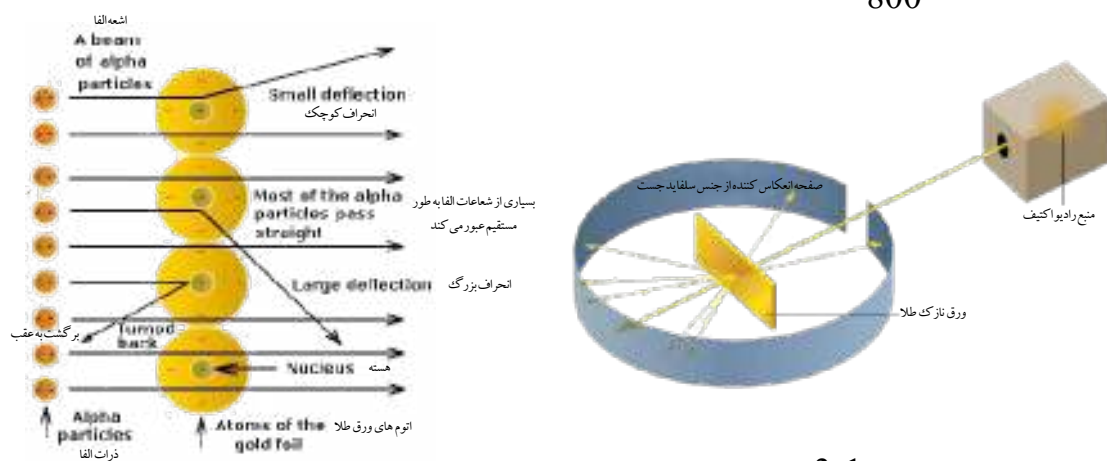 800
اشعه الفا
A beam
of alpha
particles
Small deflection
انحراف کوچک
Most of the alpha
particles pass
straight
بسیاری از شعاعات الفا به طور
مستقیم عبور می کند
Large deflection
انحراف بزرگ
برگشت به عقب
Turned
back
Nucleus
هسته
Alpha
particles
ذرات الفا
Atoms of the
gold foil
اتوم های ورق طلا
صفحه انعکاس کننده از جنس سلفاید جست
منبع رادیواکتیف
ورق نازک طلا